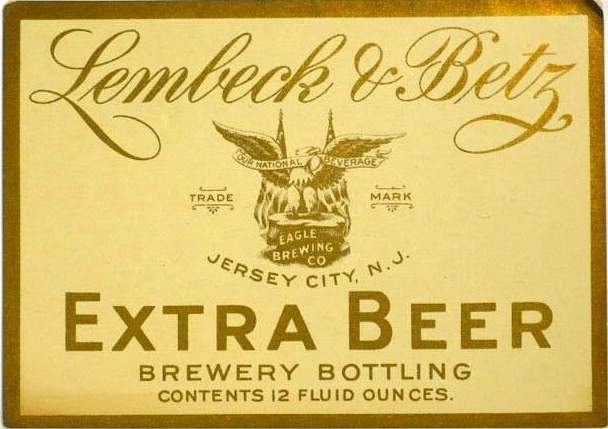 Lembeck & Betz
OUR NATIONAL BEVERAGE
TRADE MARK
EAGLE
BREWING
CO
JERSEY CITY, N.J.
EXTRA BEER
BREWERY BOTTLING
CONTENTS 12 FLUID OUNCES.